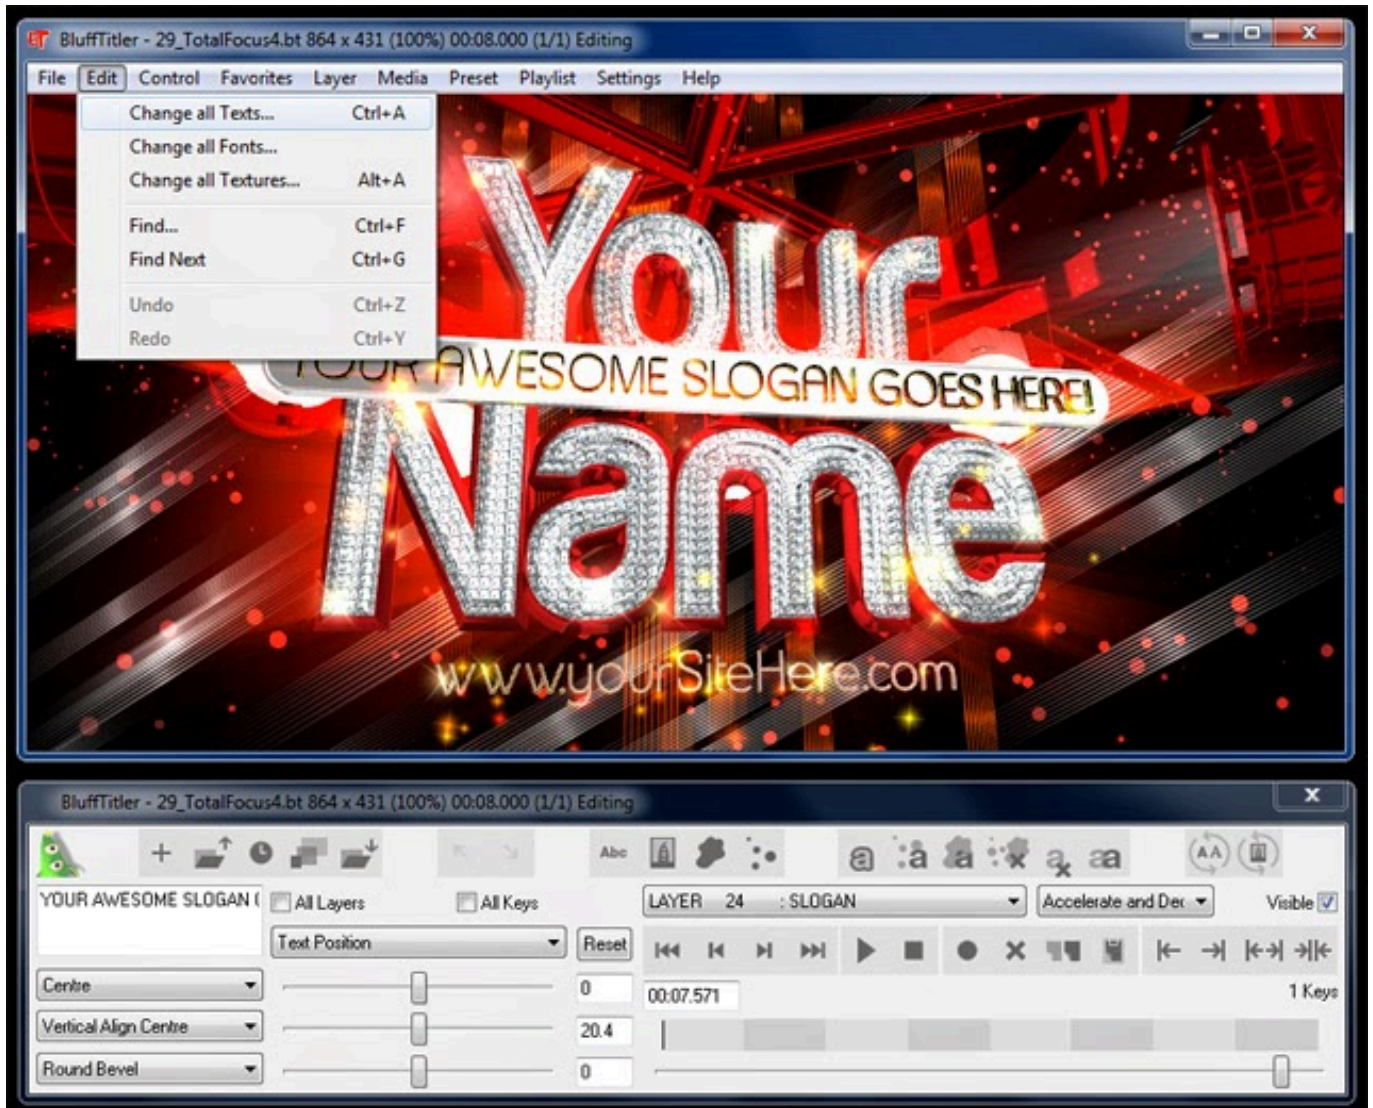 BluffTitler - 29_TotalFocus4.bt 864 x 431 (100%) 00:08.000 (1/1) Editing
File Edit Control Favorites Layer Media Preset Playlist Settings Help
Change all Texts... Ctrl+A
Change all Fonts...
Change all Textures... Alt+A
Find... Ctrl+F
Find Next Ctrl+G
Undo Ctrl+Z
Redo Ctrl+Y
Your
YOUR AWESOME SLOGAN GOES HERE!
Name
www.yourSiteHere.com
BluffTitler - 29_TotalFocus4.bt 864 x 431 (100%) 00:08.000 (1/1) Editing
Abc a a a a aa AA
YOUR AWESOME SLOGAN ( All Layers All Keys LAYER 24 : SLOGAN Accelerate and Dec Visible
Text Position Reset
Centre 0 00:07.571 1 Keys
Vertical Align Centre 20.4
Round Bevel 0